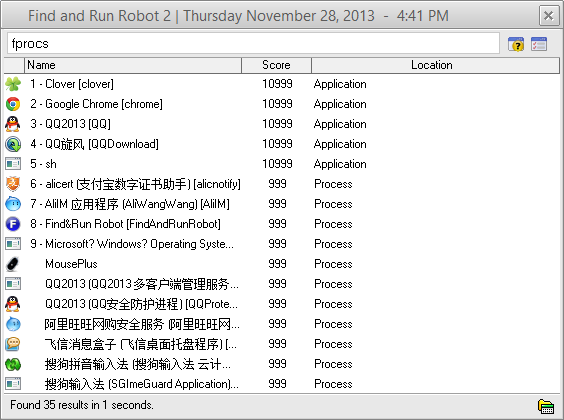 Find and Run Robot 2 | Thursday November 28, 2013 - 4:41 PM
fprocs
Name Score Location
1 - Clover [clover] 10999 Application
2 - Google Chrome [chrome] 10999 Application
3 - QQ2013 [QQ] 10999 Application
4 - QQ旋风 [QQDownload] 10999 Application
5 - sh 10999 Application
6 - alicert (支付宝数字证书助手) [alicnotify] 999 Process
7 - AliIM 应用程序 (AliWangWang) [AliIM] 999 Process
8 - Find&Run Robot [FindAndRunRobot] 999 Process
9 - Microsoft? Windows? Operating Syste... 999 Process
MousePlus 999 Process
QQ2013 (QQ2013多客户端管理服务... 999 Process
QQ2013 (QQ安全防护进程) [QQProte... 999 Process
阿里旺旺网购安全服务 (阿里旺旺网... 999 Process
飞信消息盒子 (飞信桌面托盘程序) [... 999 Process
搜狗拼音输入法 (搜狗输入法 云计... 999 Process
搜狗输入法 (SGImeGuard Application)... 999 Process
Found 35 results in 1 seconds.